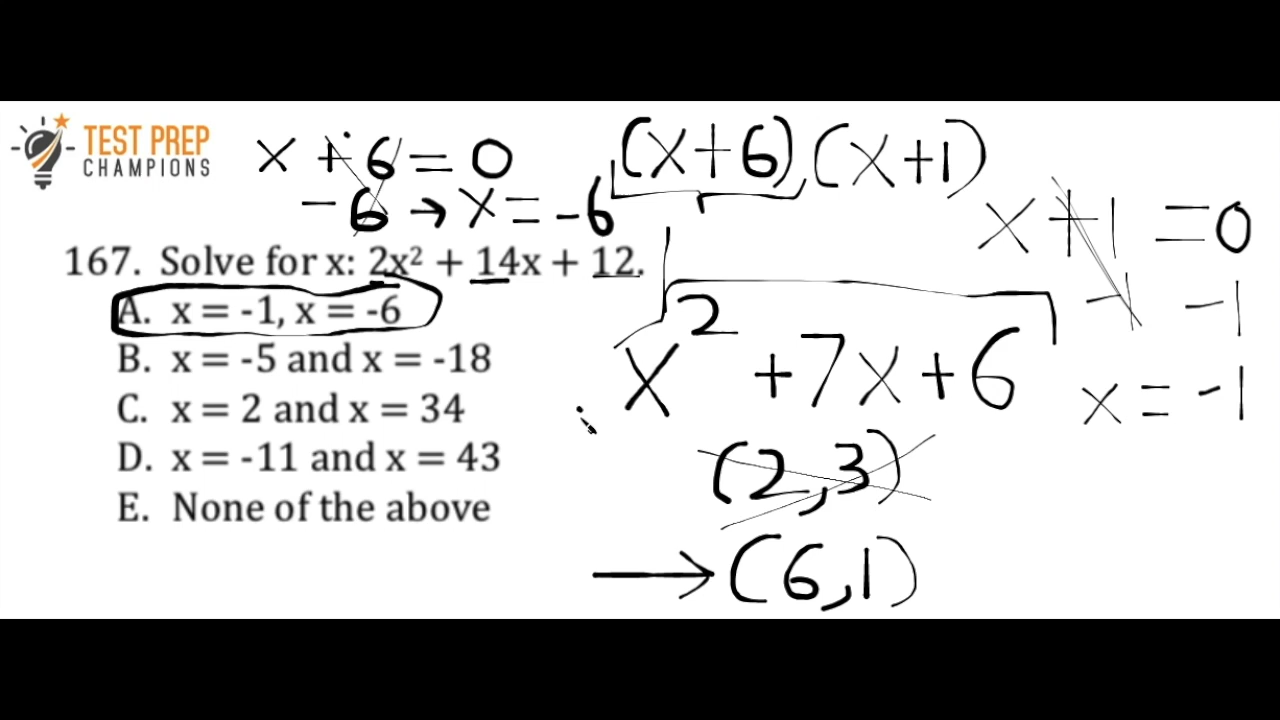 TEST PREP
CHAMPIONS
x + 6 = 0
- 6 → x = -6
(x+6) (x+1)
x + 1 = 0
-1 -1
x = -1
167. Solve for x: 2x² + 14x + 12.
A. x = -1, x = -6
B. x = -5 and x = -18
C. x = 2 and x = 34
D. x = -11 and x = 43
E. None of the above
x² + 7x + 6
(2,3)
→ (6,1)